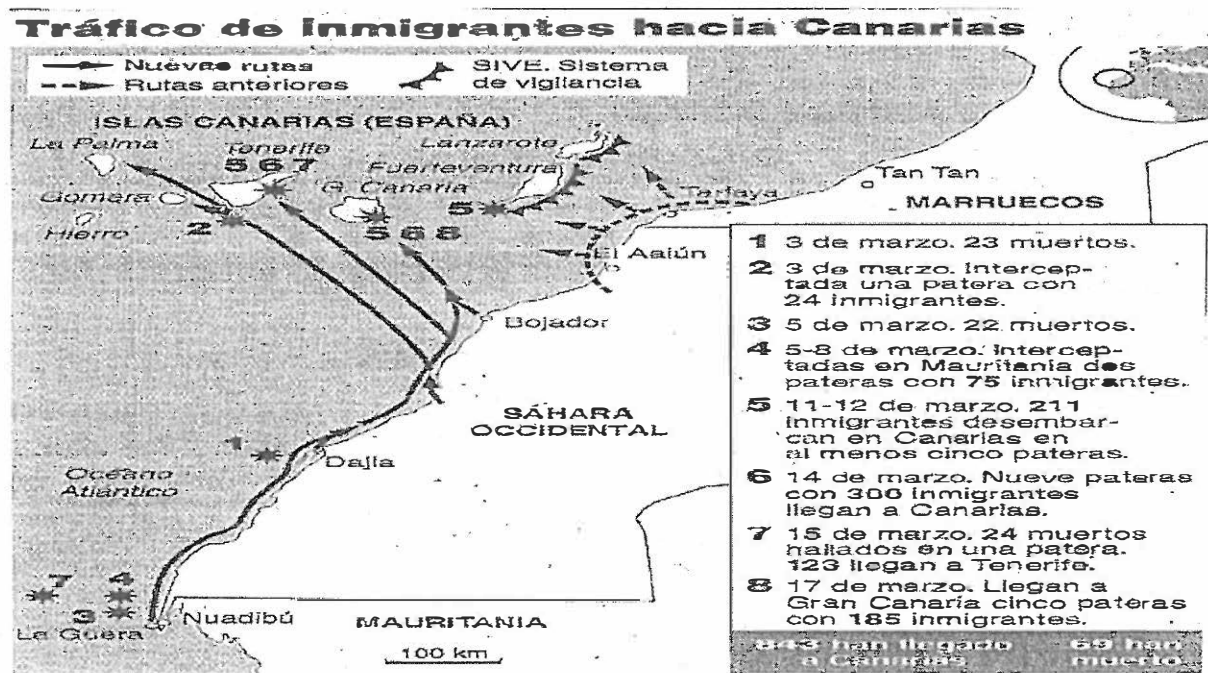 Tráfico de inmigrantes hacia Canarias
Nuevas rutas
Rutas anteriores
SIVE. Sistema
de vigilancia
ISLAS CANARIAS (ESPAÑA)
La Palma
Tenerife
5 6 7
Lanzarote
Fuerteventura
G. Canaria
Gomera
Hierro
2
5 6 8
5
Tarfaya
Tan Tan
MARRUECOS
El Aaiún
Bojador
SÁHARA
OCCIDENTAL
1
Dajla
Océano
Atlántico
7
4
3
La Güera
Nuadibú
MAURITANIA
100 km
1 3 de marzo. 23 muertos.
2 3 de marzo. Intercep-
tada una patera con
24 inmigrantes.
3 5 de marzo. 22 muertos.
4 5-8 de marzo. Intercep-
tadas en Mauritania dos
pateras con 75 inmigrantes.
5 11-12 de marzo. 211
inmigrantes desembar-
can en Canarias en
al menos cinco pateras.
6 14 de marzo. Nueve pateras
con 300 inmigrantes
llegan a Canarias.
7 15 de marzo. 24 muertos
hallados en una patera.
123 llegan a Tenerife.
8 17 de marzo. Llegan a
Gran Canaria cinco pateras
con 185 inmigrantes.
843 han llegado
a Canarias
69 han
muerto